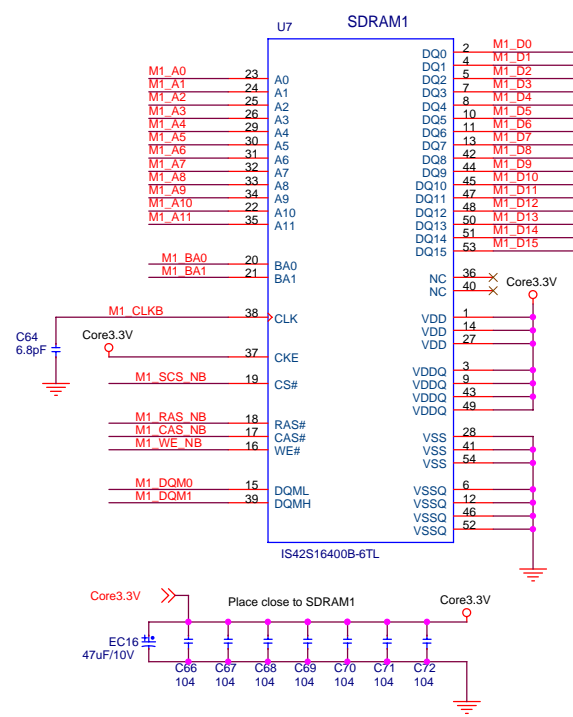 U7 SDRAM1
M1_A0 23 A0 DQ0 2 M1_D0
M1_A1 24 A1 DQ1 4 M1_D1
M1_A2 25 A2 DQ2 5 M1_D2
M1_A3 26 A3 DQ3 7 M1_D3
M1_A4 29 A4 DQ4 8 M1_D4
M1_A5 30 A5 DQ5 10 M1_D5
M1_A6 31 A6 DQ6 11 M1_D6
M1_A7 32 A7 DQ7 13 M1_D7
M1_A8 33 A8 DQ8 42 M1_D8
M1_A9 34 A9 DQ9 44 M1_D9
M1_A10 22 A10 DQ10 45 M1_D10
M1_A11 35 A11 DQ11 47 M1_D11
DQ12 48 M1_D12
DQ13 50 M1_D13
DQ14 51 M1_D14
DQ15 53 M1_D15
M1_BA0 20 BA0
M1_BA1 21 BA1
NC 36
NC 40
Core3.3V
M1_CLKB 38 CLK
VDD 1
VDD 14
VDD 27
C64
6.8pF
Core3.3V
37 CKE
M1_SCS_NB 19 CS#
VDDQ 3
VDDQ 9
VDDQ 43
VDDQ 49
M1_RAS_NB 18 RAS#
M1_CAS_NB 17 CAS#
M1_WE_NB 16 WE#
VSS 28
VSS 41
VSS 54
M1_DQM0 15 DQML
M1_DQM1 39 DQMH
VSSQ 6
VSSQ 12
VSSQ 46
VSSQ 52
IS42S16400B-6TL
Core3.3V Place close to SDRAM1 Core3.3V
EC16
47uF/10V
C66 C67 C68 C69 C70 C71 C72
104 104 104 104 104 104 104